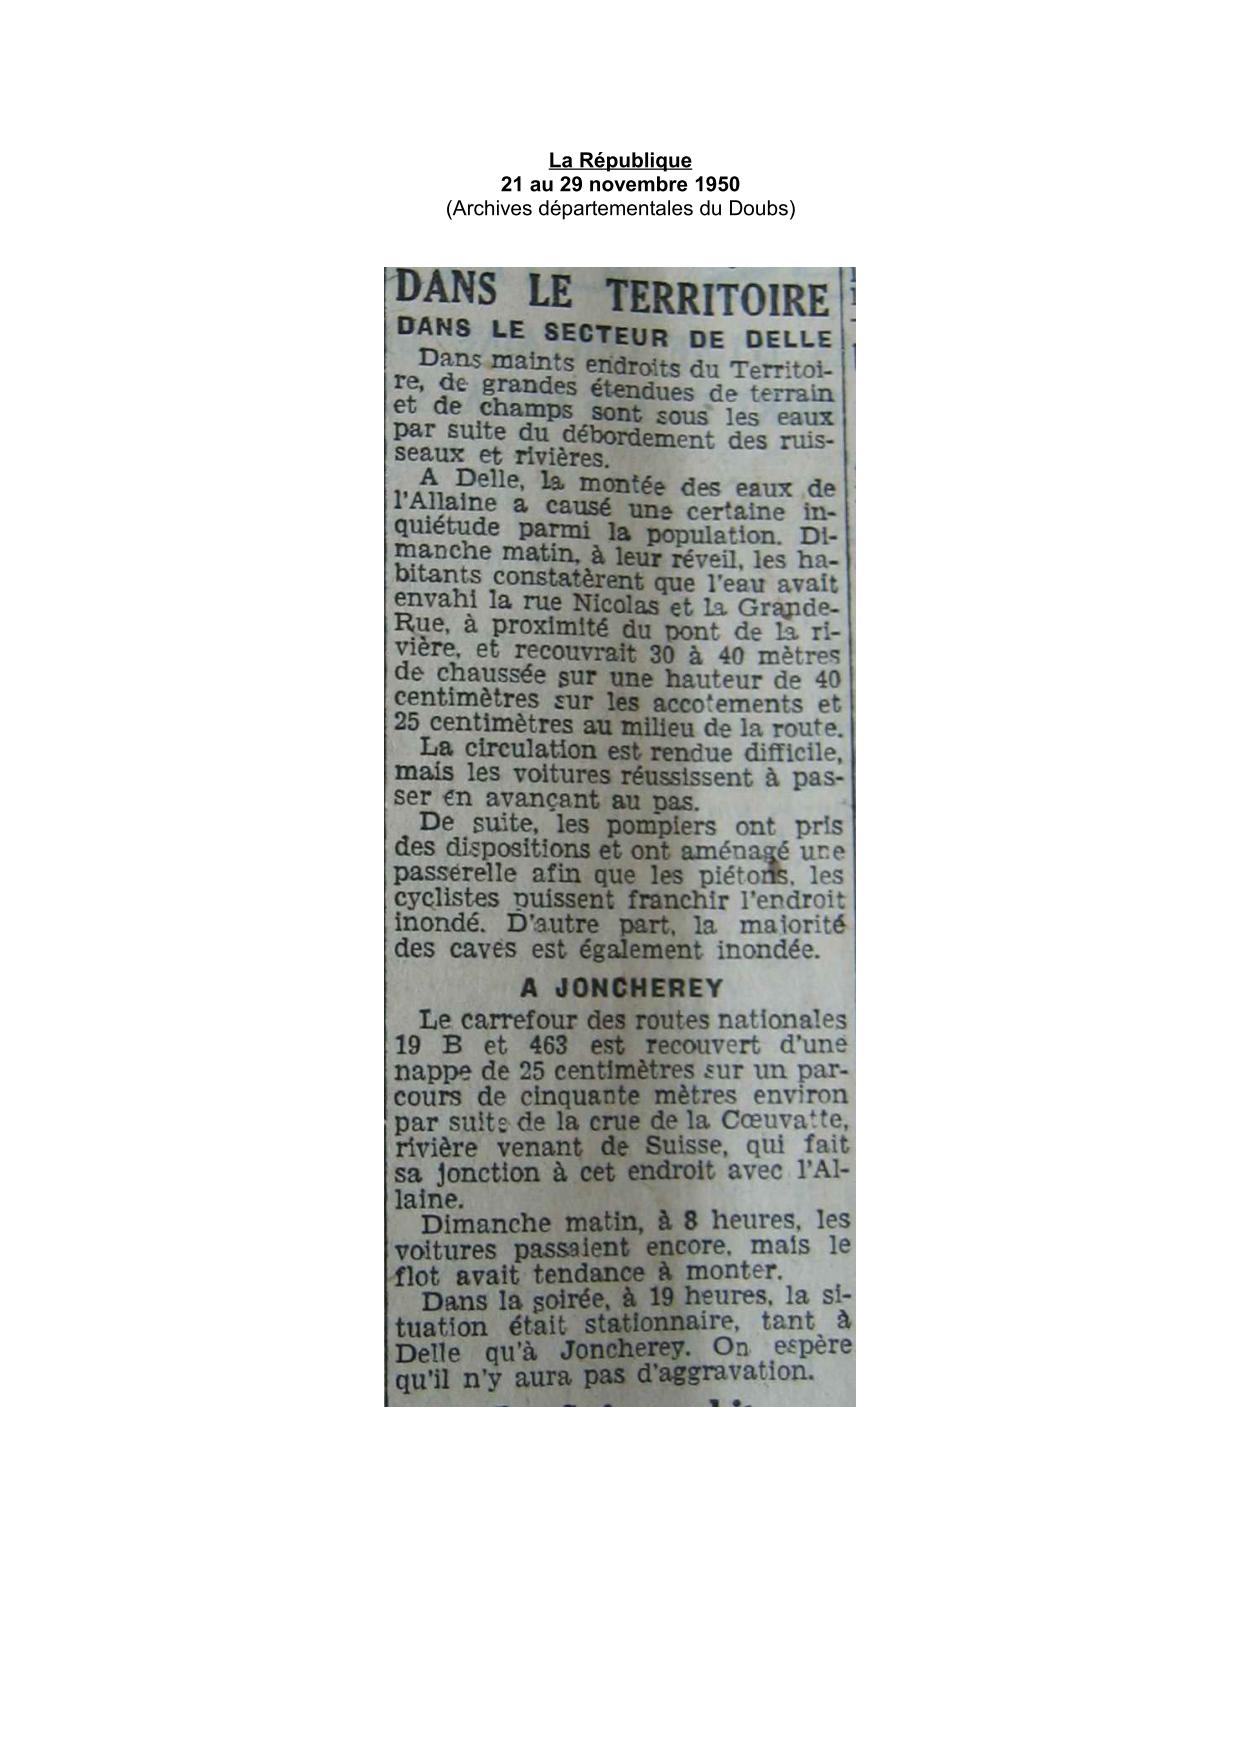 La République
21 au 29 novembre 1950
(Archives départementales du Doubs)
DANS LE TERRITOIRE
DANS LE SECTEUR DE DELLE
Dans maints endroits du Territoi-
re, de grandes étendues de terrain
et de champs sont sous les eaux
par suite du débordement des ruis-
seaux et rivières.
A Delle, la montée des eaux de
l'Allaine a causé une certaine in-
quiétude parmi la population. Di-
manche matin, à leur réveil, les ha-
bitants constatèrent que l'eau avait
envahi la rue Nicolas et la Grande-
Rue, à proximité du pont de la ri-
vière, et recouvrait 30 à 40 mètres
de chaussée sur une hauteur de 40
centimètres sur les accotements et
25 centimètres au milieu de la route.
La circulation est rendue difficile,
mais les voitures réussissent à pas-
ser en avançant au pas.
De suite, les pompiers ont pris
des dispositions et ont aménagé une
passerelle afin que les piétons, les
cyclistes puissent franchir l'endroit
inondé. D'autre part, la majorité
des caves est également inondée.
A JONCHEREY
Le carrefour des routes nationales
19 B et 463 est recouvert d'une
nappe de 25 centimètres sur un par-
cours de cinquante mètres environ
par suite de la crue de la Cœuvatte,
rivière venant de Suisse, qui fait
sa jonction à cet endroit avec l'Al-
laine.
Dimanche matin, à 8 heures, les
voitures passaient encore, mais le
flot avait tendance à monter.
Dans la soirée, à 19 heures, la si-
tuation était stationnaire, tant à
Delle qu'à Joncherey. On espère
qu'il n'y aura pas d'aggravation.